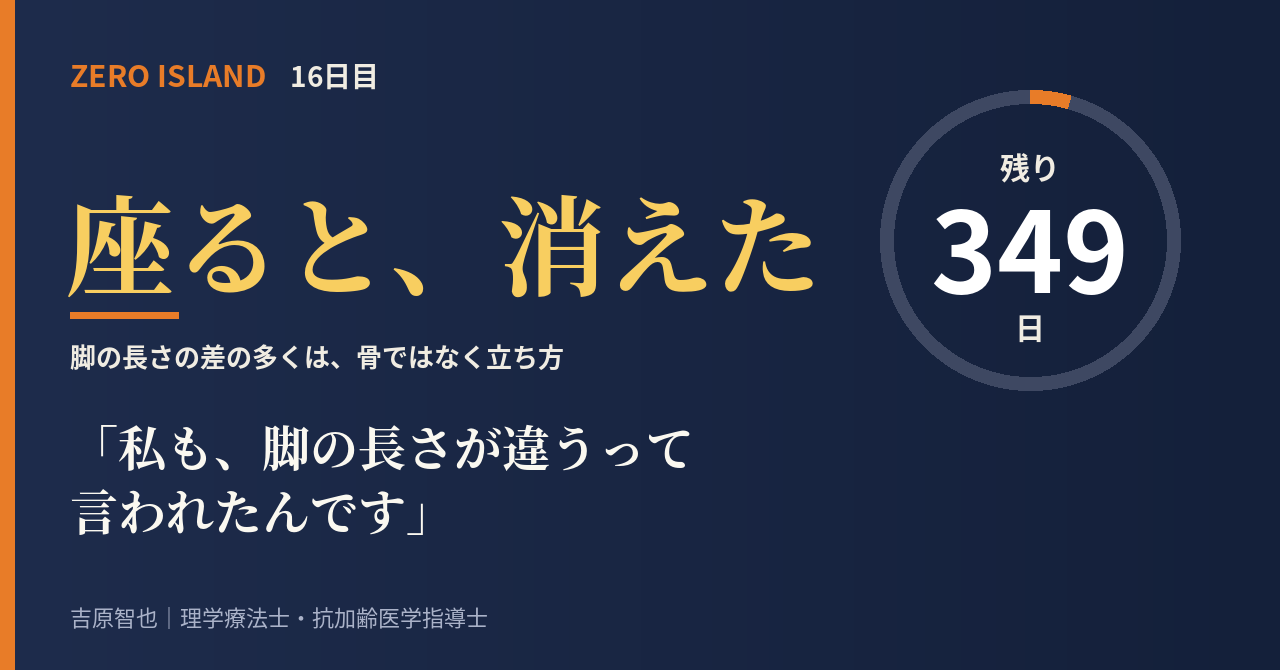 ZERO ISLAND 16日目
座ると、消えた
脚の長さの差の多くは、骨ではなく立ち方
「私も、脚の長さが違うって
言われたんです」
吉原智也｜理学療法士・抗加齢医学指導士
残り
349
日